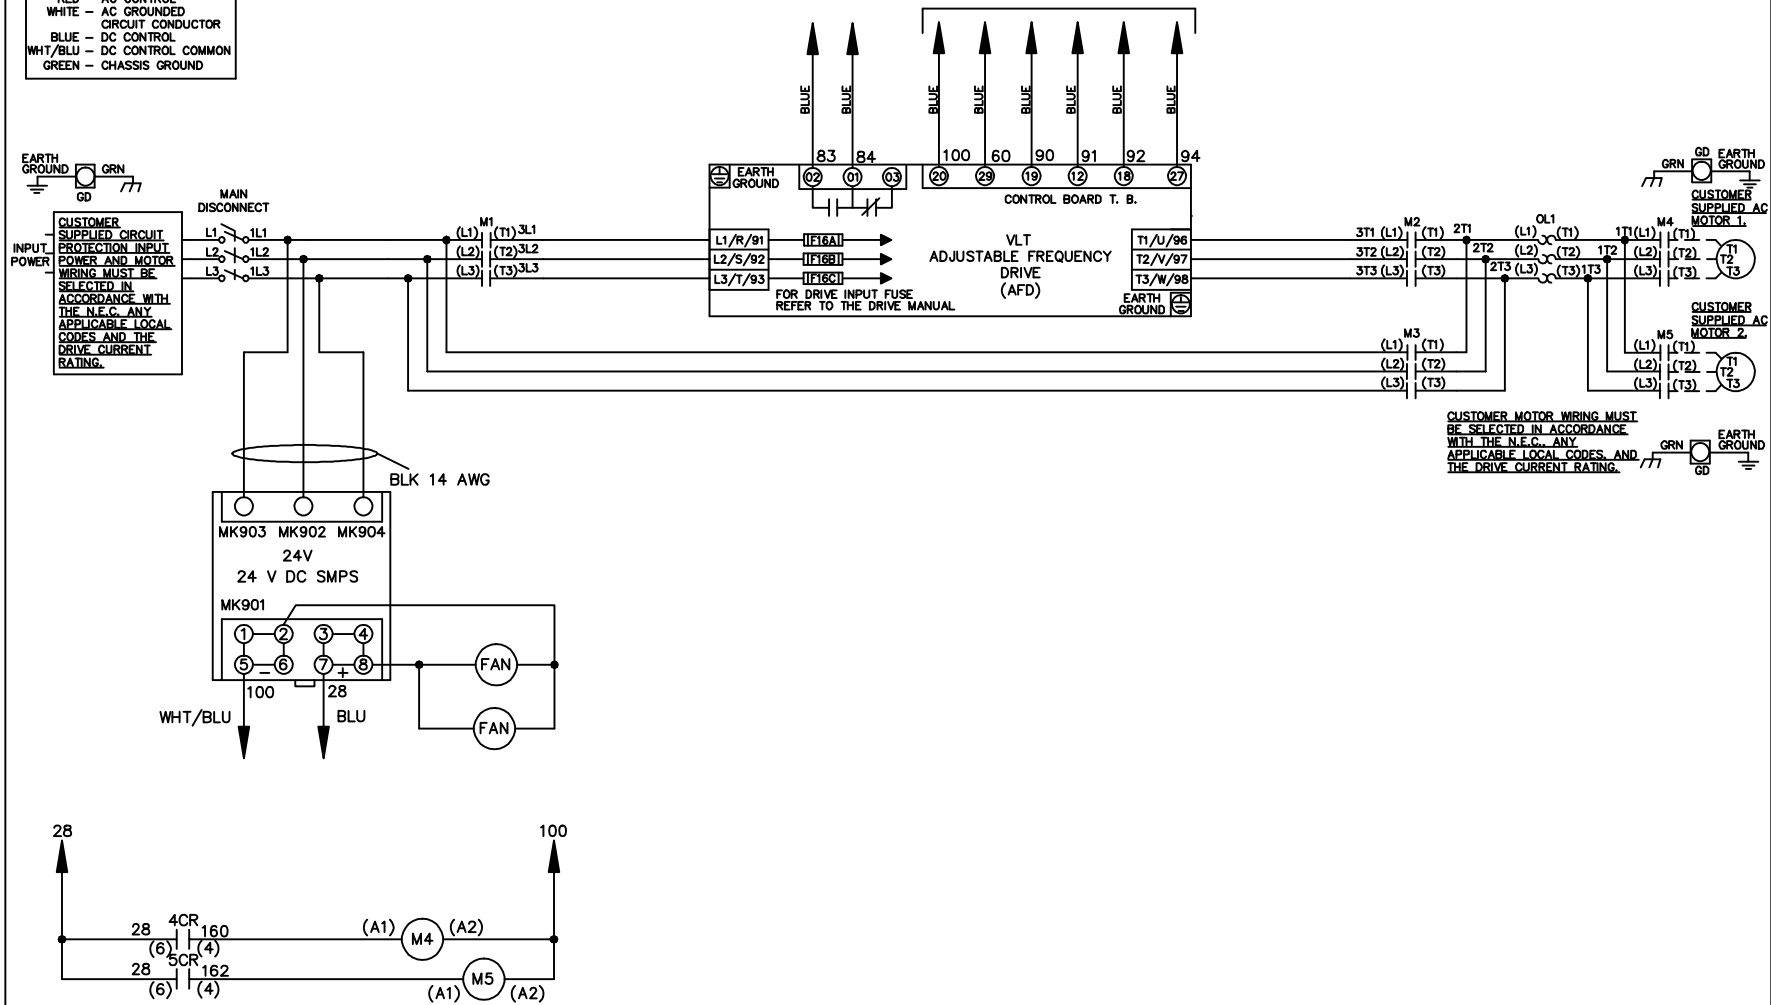 RED – AC CONTROL
WHITE – AC GROUNDED
CIRCUIT CONDUCTOR
BLUE – DC CONTROL
WHT/BLU – DC CONTROL COMMON
GREEN – CHASSIS GROUND
BLUE
BLUE
BLUE
BLUE
BLUE
BLUE
BLUE
BLUE
83 84 100 60 90 91 92 94
EARTH
GROUND
GRN
GD
EARTH
GROUND
02 01 03 20 29 19 12 18 27
CONTROL BOARD T. B.
GD
GRN
EARTH
GROUND
MAIN
DISCONNECT
CUSTOMER
SUPPLIED CIRCUIT
PROTECTION INPUT
POWER AND MOTOR
WIRING MUST BE
SELECTED IN
ACCORDANCE WITH
THE N.E.C. ANY
APPLICABLE LOCAL
CODES AND THE
DRIVE CURRENT
RATING.
INPUT
POWER
L1 1L1
L2 1L2
L3 1L3
M1
(L1) (T1) 3L1
(L2) (T2) 3L2
(L3) (T3) 3L3
L1/R/91 F16A
L2/S/92 F16B
L3/T/93 F16C
FOR DRIVE INPUT FUSE
REFER TO THE DRIVE MANUAL
VLT
ADJUSTABLE FREQUENCY
DRIVE
(AFD)
T1/U/96
T2/V/97
T3/W/98
EARTH
GROUND
M2
3T1 (L1) (T1) 2T1
3T2 (L2) (T2) 2T2
3T3 (L3) (T3) 2T3
OL1
(L1) (T1) 1T1
(L2) (T2) 1T2
(L3) (T3) 1T3
M4
(L1) (T1)
(L2) (T2)
(L3) (T3)
CUSTOMER
SUPPLIED AC
MOTOR 1.
T1
T2
T3
M3
(L1) (T1)
(L2) (T2)
(L3) (T3)
M5
(L1) (T1)
(L2) (T2)
(L3) (T3)
CUSTOMER
SUPPLIED AC
MOTOR 2.
T1
T2
T3
CUSTOMER MOTOR WIRING MUST
BE SELECTED IN ACCORDANCE
WITH THE N.E.C., ANY
APPLICABLE LOCAL CODES, AND
THE DRIVE CURRENT RATING.
GRN
GD
EARTH
GROUND
BLK 14 AWG
MK903 MK902 MK904
24V
24 V DC SMPS
MK901
1 2 3 4
5 – 6 7 + 8
FAN
FAN
100 28
WHT/BLU BLU
28 100
28 4CR 160 (A1) M4 (A2)
(6) (4)
28 5CR 162 M5
(6) (4) (A1) (A2)